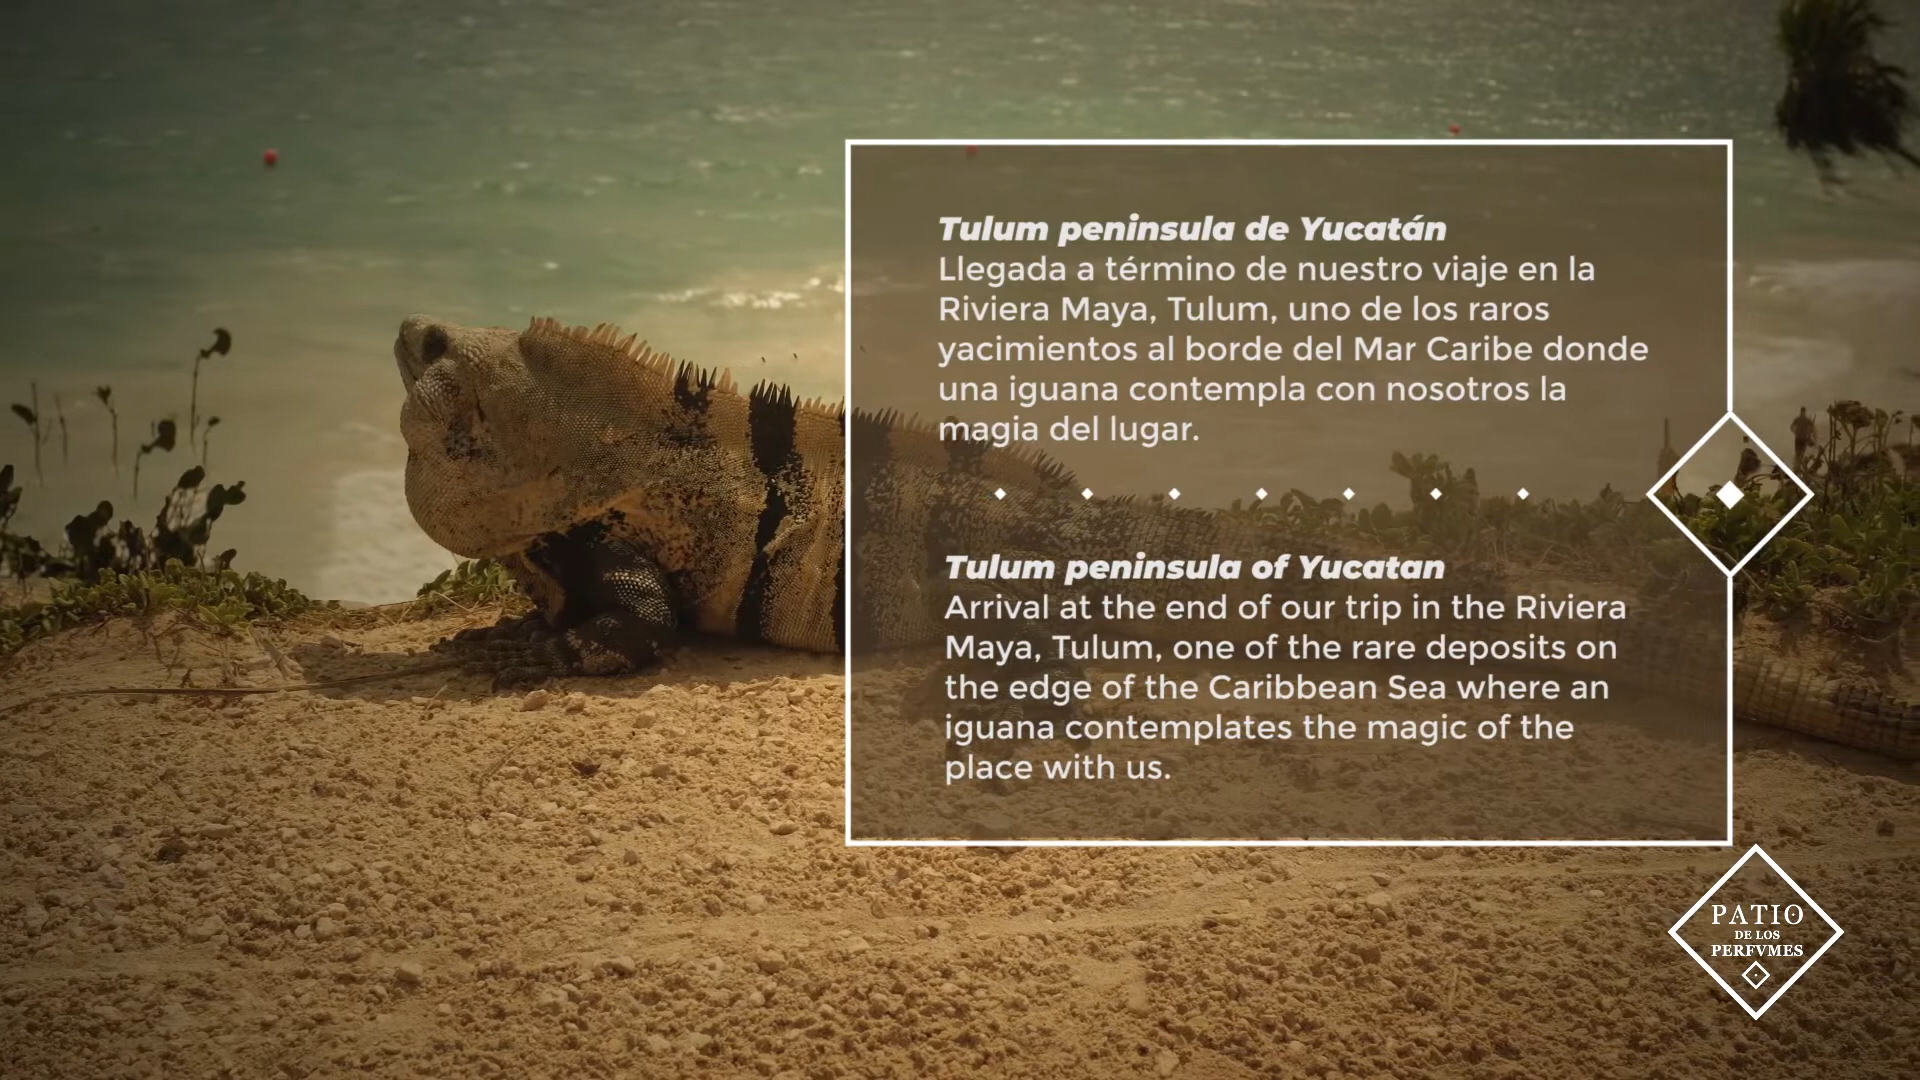 Tulum peninsula de Yucatán
Llegada a término de nuestro viaje en la
Riviera Maya, Tulum, uno de los raros
yacimientos al borde del Mar Caribe donde
una iguana contempla con nosotros la
magia del lugar.
Tulum peninsula of Yucatan
Arrival at the end of our trip in the Riviera
Maya, Tulum, one of the rare deposits on
the edge of the Caribbean Sea where an
iguana contemplates the magic of the
place with us.
PATIO
DE LOS
PERFVMES